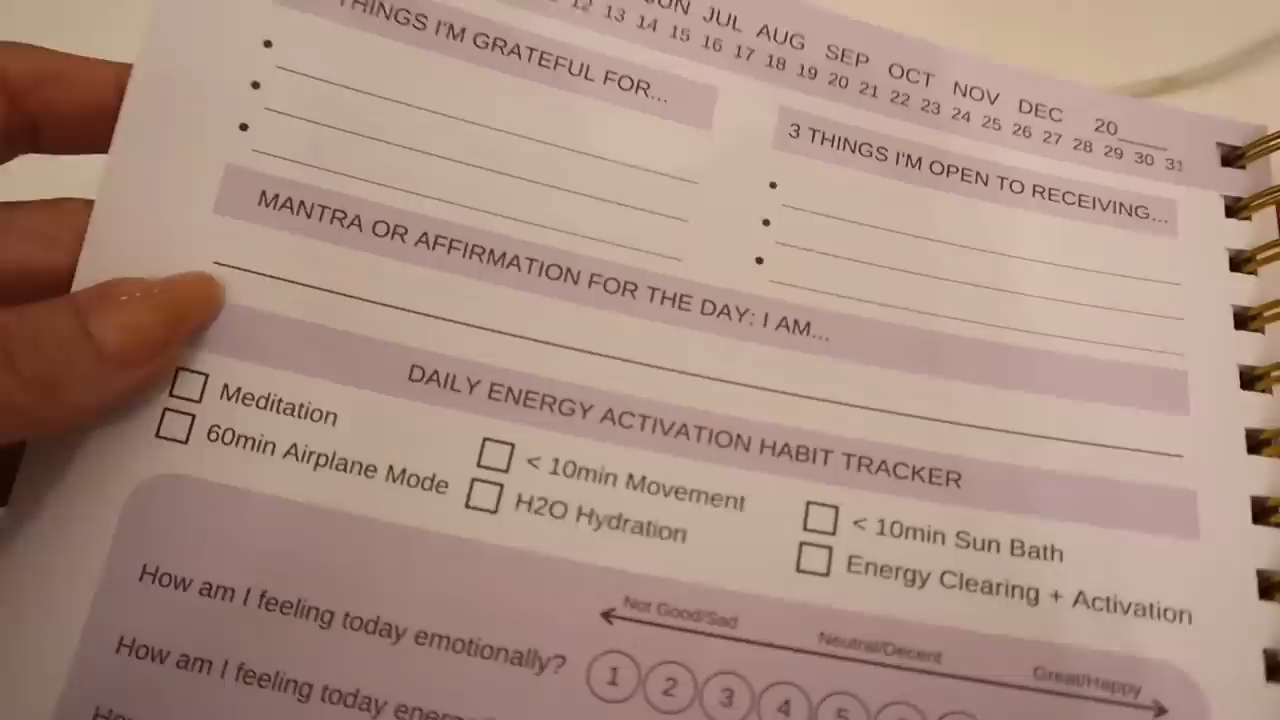 JUL AUG SEP OCT NOV DEC 20____
12 13 14 15 16 17 18 19 20 21 22 23 24 25 26 27 28 29 30 31
THINGS I'M GRATEFUL FOR...
3 THINGS I'M OPEN TO RECEIVING...
MANTRA OR AFFIRMATION FOR THE DAY: I AM...
DAILY ENERGY ACTIVATION HABIT TRACKER
Meditation
60min Airplane Mode
< 10min Movement
H2O Hydration
< 10min Sun Bath
Energy Clearing + Activation
Not Good/Sad Neutral/Decent Great/Happy
How am I feeling today emotionally? 1 2 3 4 5
How am I feeling today